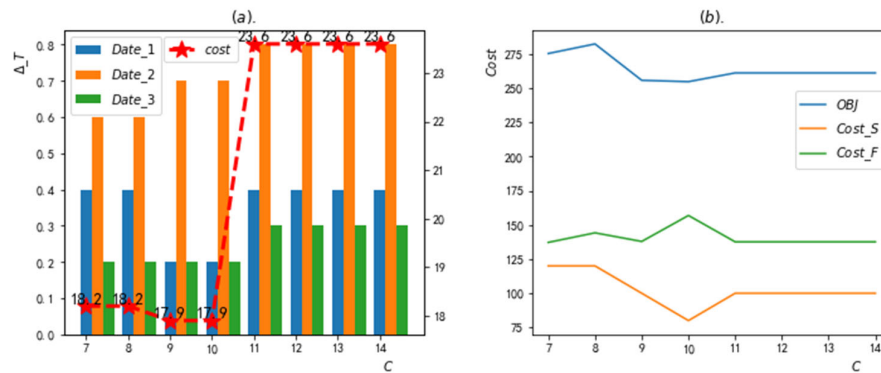 (a).
Δ_T
0.8
0.7
0.6
0.5
0.4
0.3
0.2
0.1
0.0
Date_1
Date_2
Date_3
cost
18.2
18.2
17.9
17.9
23.6
23.6
23.6
23.6
23
22
21
20
19
18
7 8 9 10 11 12 13 14
C
(b).
Cost
275
250
225
200
175
150
125
100
75
OBJ
Cost_S
Cost_F
7 8 9 10 11 12 13 14
C